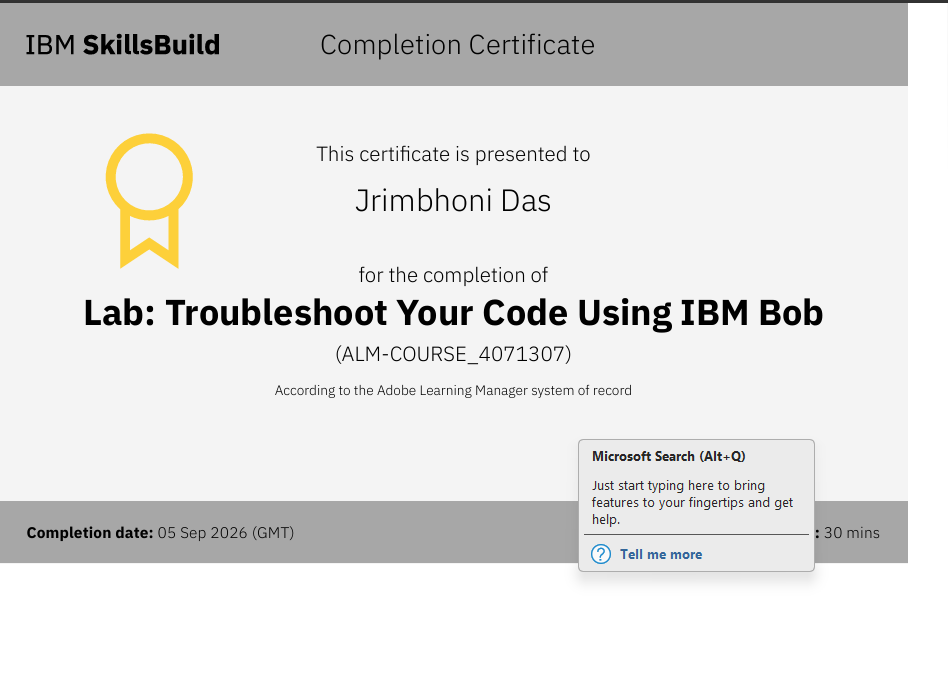 IBM SkillsBuild
Completion Certificate
This certificate is presented to
Jrimbhoni Das
for the completion of
Lab: Troubleshoot Your Code Using IBM Bob
(ALM-COURSE_4071307)
According to the Adobe Learning Manager system of record
Microsoft Search (Alt+Q)
Just start typing here to bring
features to your fingertips and get
help.
Tell me more
Completion date: 05 Sep 2026 (GMT)
: 30 mins